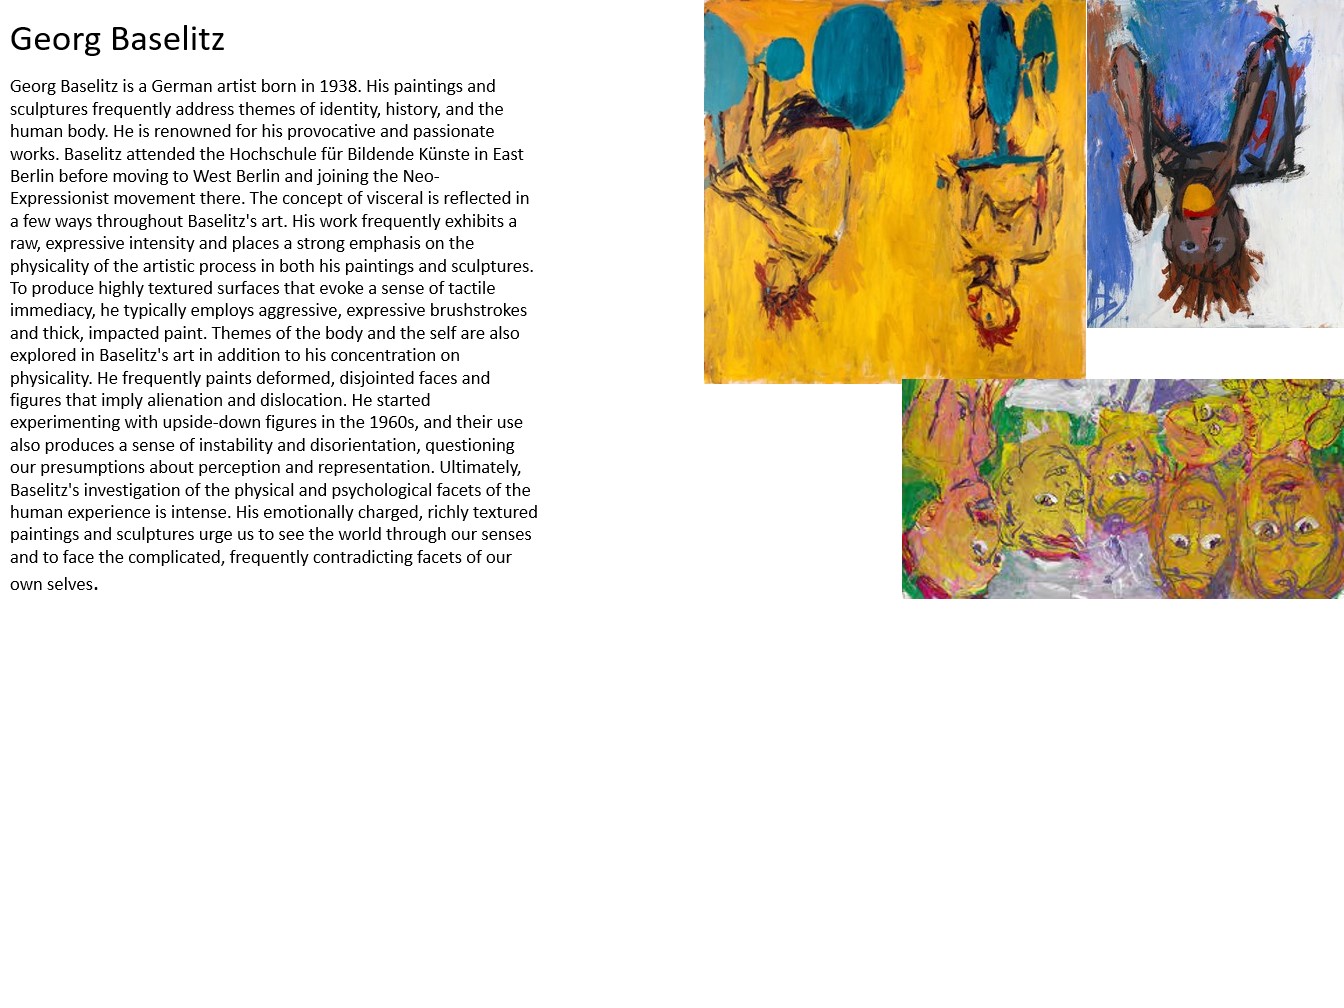 Georg Baselitz
Georg Baselitz is a German artist born in 1938. His paintings and
sculptures frequently address themes of identity, history, and the
human body. He is renowned for his provocative and passionate
works. Baselitz attended the Hochschule für Bildende Künste in East
Berlin before moving to West Berlin and joining the Neo-
Expressionist movement there. The concept of visceral is reflected in
a few ways throughout Baselitz's art. His work frequently exhibits a
raw, expressive intensity and places a strong emphasis on the
physicality of the artistic process in both his paintings and sculptures.
To produce highly textured surfaces that evoke a sense of tactile
immediacy, he typically employs aggressive, expressive brushstrokes
and thick, impacted paint. Themes of the body and the self are also
explored in Baselitz's art in addition to his concentration on
physicality. He frequently paints deformed, disjointed faces and
figures that imply alienation and dislocation. He started
experimenting with upside-down figures in the 1960s, and their use
also produces a sense of instability and disorientation, questioning
our presumptions about perception and representation. Ultimately,
Baselitz's investigation of the physical and psychological facets of the
human experience is intense. His emotionally charged, richly textured
paintings and sculptures urge us to see the world through our senses
and to face the complicated, frequently contradicting facets of our
own selves.